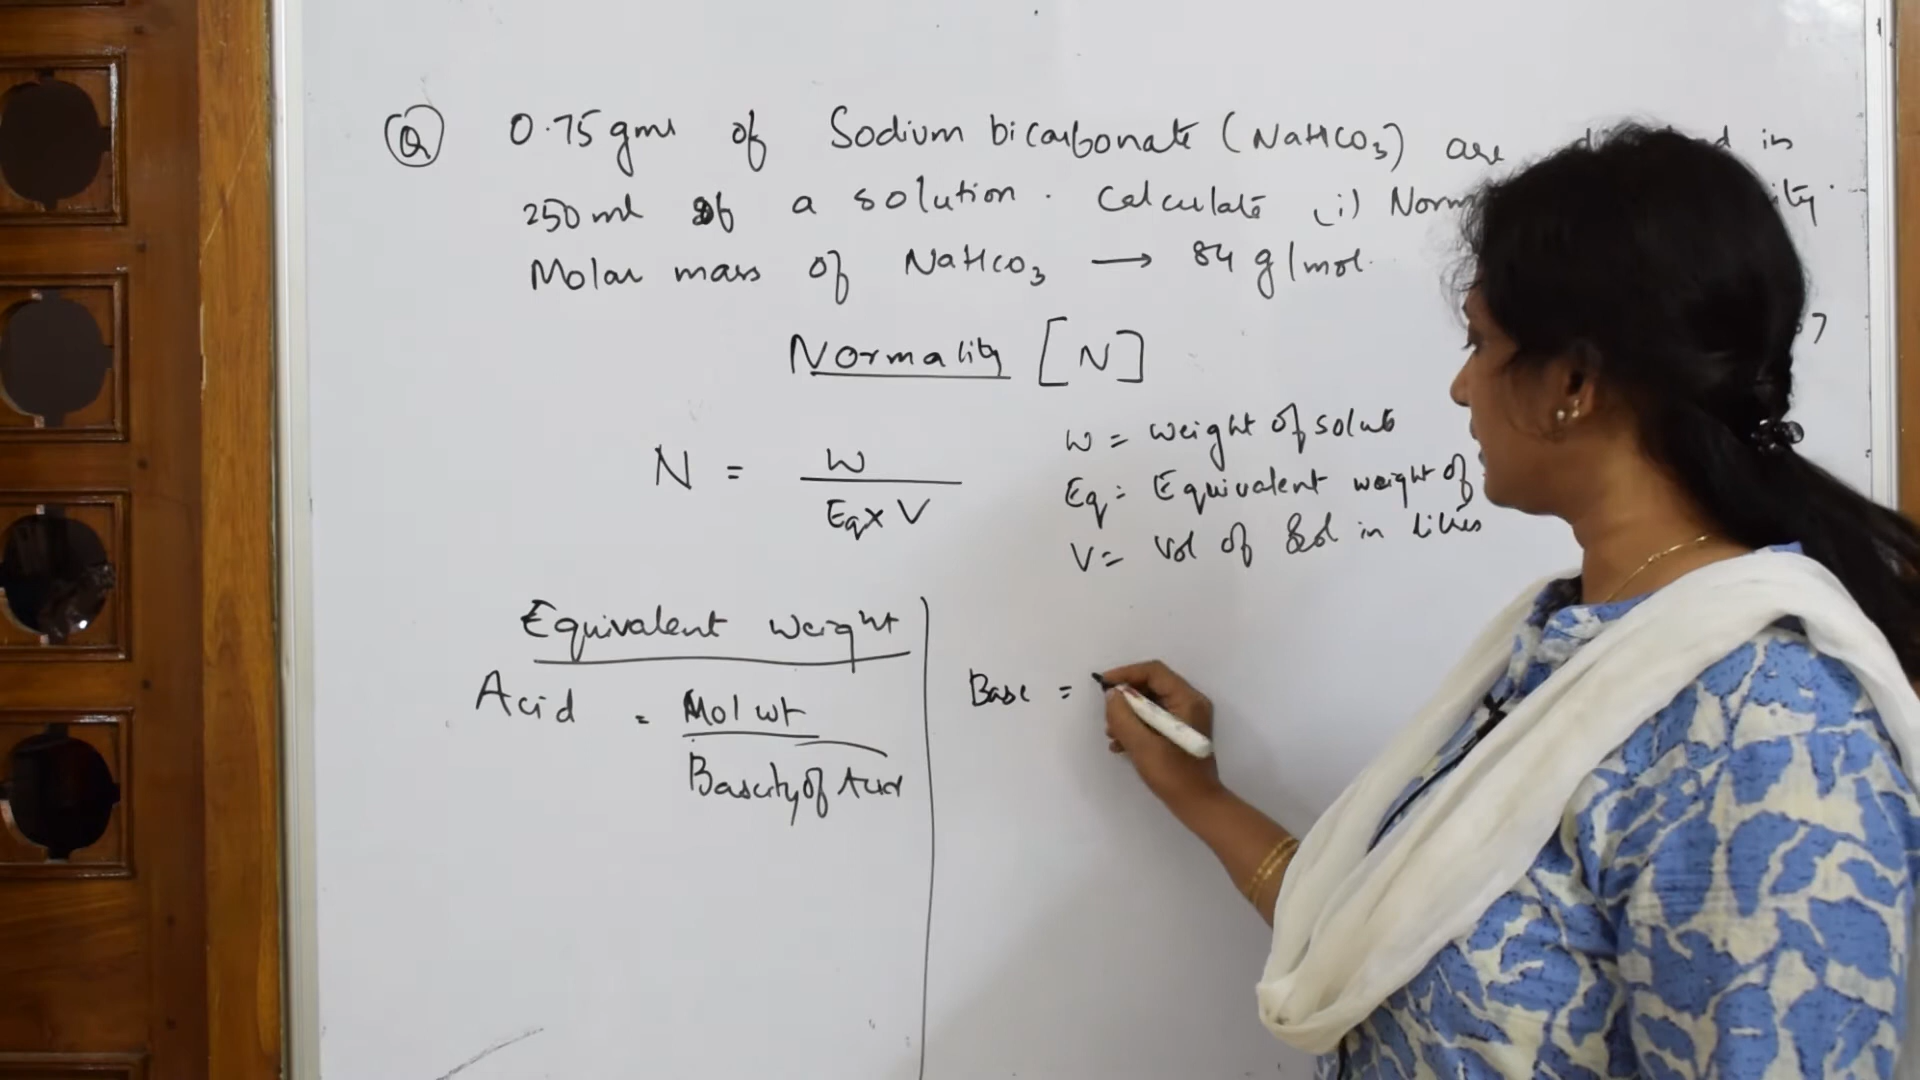 Q 0.75 gms of Sodium bicarbonate (NaHCO3) are in
250 ml of a solution. Calculate (i)
Molar mass of NaHCO3 → 84 g/mol.
Normality [N]
N = W / Eq x V
W = weight of solute
Eq = Equivalent weight of
V = Vol of Sol in litres
Equivalent weight
Acid = Mol wt / Bascity of Acid
Base =